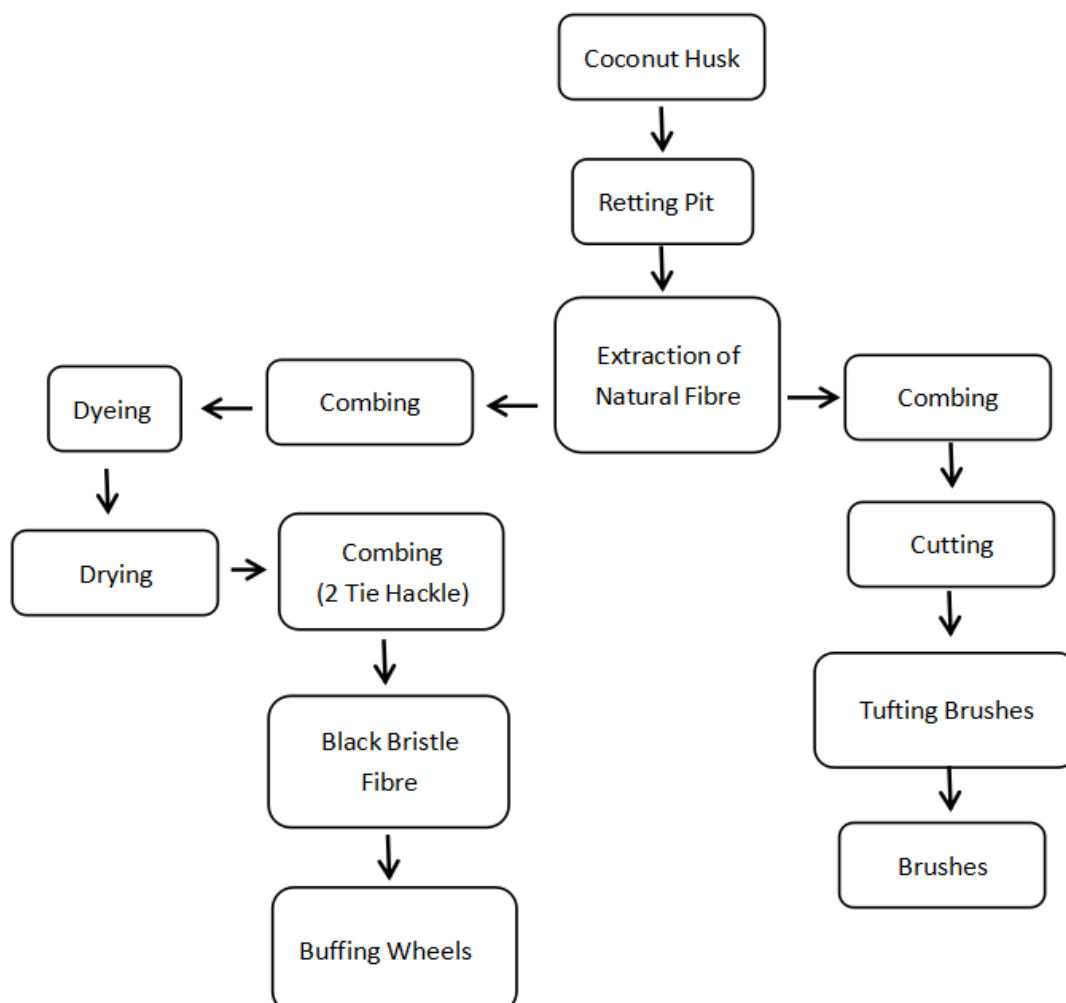 Coconut Husk
Retting Pit
Extraction of
Natural Fibre
Combing
Dyeing
Drying
Combing
(2 Tie Hackle)
Black Bristle
Fibre
Buffing Wheels
Combing
Cutting
Tufting Brushes
Brushes